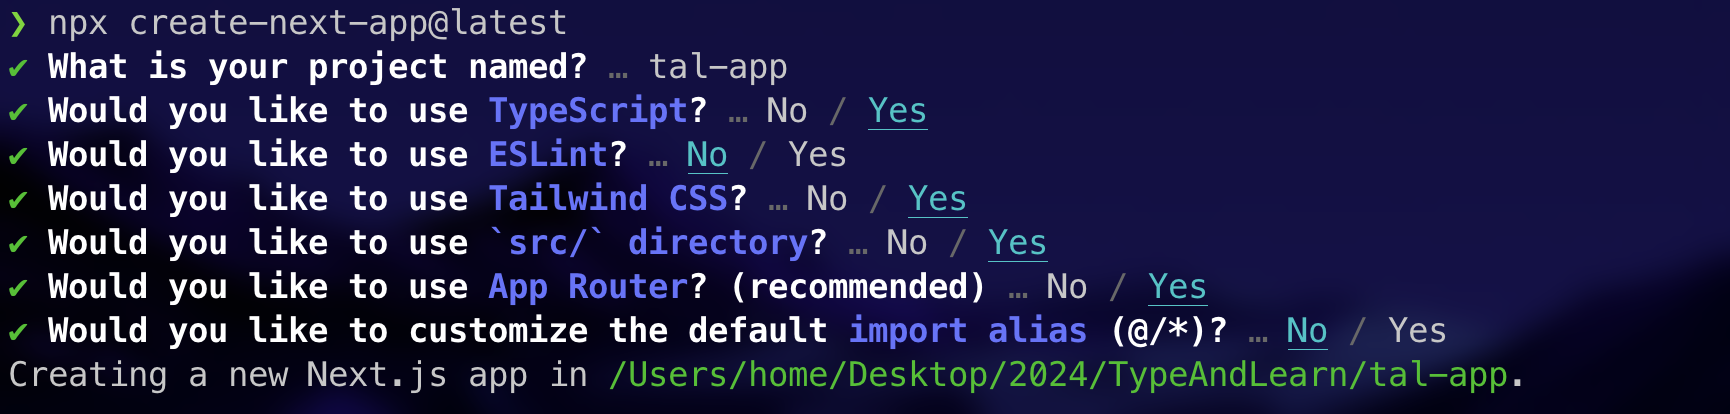 ❯ npx create-next-app@latest
✔ What is your project named? … tal-app
✔ Would you like to use TypeScript? … No / Yes
✔ Would you like to use ESLint? … No / Yes
✔ Would you like to use Tailwind CSS? … No / Yes
✔ Would you like to use `src/` directory? … No / Yes
✔ Would you like to use App Router? (recommended) … No / Yes
✔ Would you like to customize the default import alias (@/*)? … No / Yes
Creating a new Next.js app in /Users/home/Desktop/2024/TypeAndLearn/tal-app.